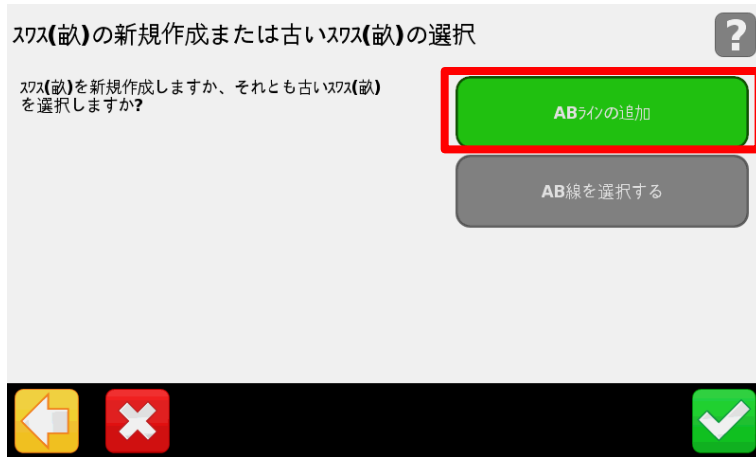 ｽﾜｽ(畝)の新規作成または古いｽﾜｽ(畝)の選択
?
ｽﾜｽ(畝)を新規作成しますか、それとも古いｽﾜｽ(畝)
を選択しますか?
ABﾗｲﾝの追加
AB線を選択する